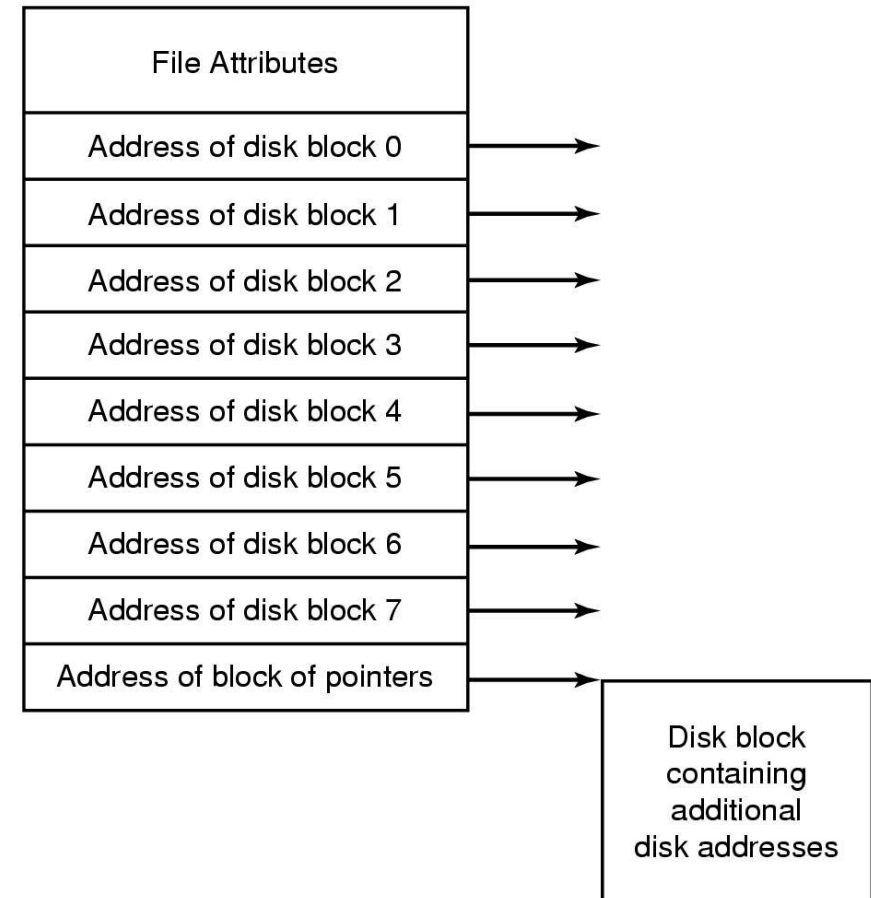 File Attributes
Address of disk block 0
Address of disk block 1
Address of disk block 2
Address of disk block 3
Address of disk block 4
Address of disk block 5
Address of disk block 6
Address of disk block 7
Address of block of pointers
Disk block
containing
additional
disk addresses